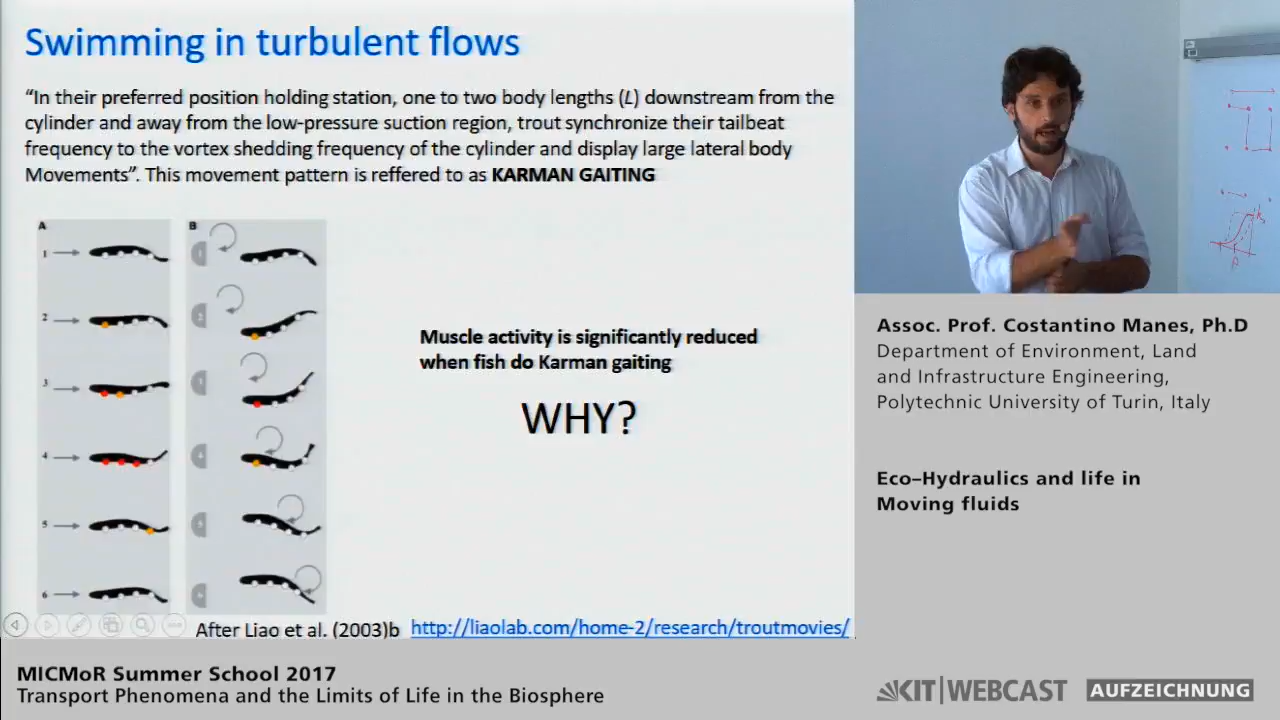 Swimming in turbulent flows
“In their preferred position holding station, one to two body lengths (L) downstream from the
cylinder and away from the low-pressure suction region, trout synchronize their tailbeat
frequency to the vortex shedding frequency of the cylinder and display large lateral body
Movements”. This movement pattern is reffered to as KARMAN GAITING
A
B
1
2
3
4
5
6
Muscle activity is significantly reduced
when fish do Karman gaiting
WHY?
After Liao et al. (2003)b http://liaolab.com/home-2/research/troutmovies/
Assoc. Prof. Costantino Manes, Ph.D
Department of Environment, Land
and Infrastructure Engineering,
Polytechnic University of Turin, Italy
Eco–Hydraulics and life in
Moving fluids
MICMoR Summer School 2017
Transport Phenomena and the Limits of Life in the Biosphere
KIT|WEBCAST AUFZEICHNUNG